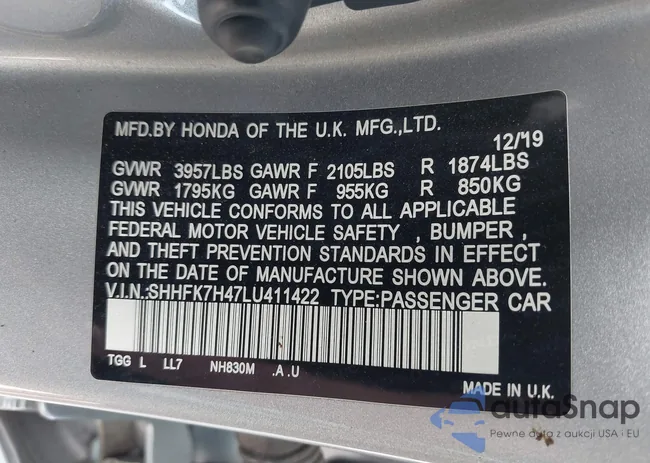 MFD.BY HONDA OF THE U.K. MFG.,LTD.
12/19
GVWR 3957LBS GAWR F 2105LBS R 1874LBS
GVWR 1795KG GAWR F 955KG R 850KG
THIS VEHICLE CONFORMS TO ALL APPLICABLE
FEDERAL MOTOR VEHICLE SAFETY , BUMPER ,
AND THEFT PREVENTION STANDARDS IN EFFECT
ON THE DATE OF MANUFACTURE SHOWN ABOVE.
V.I.N.:SHHFK7H47LU411422 TYPE:PASSENGER CAR
TGG L LL7 NH830M .A.U
MADE IN U.K.
autoSnap
Pewne auta z aukcji USA i EU